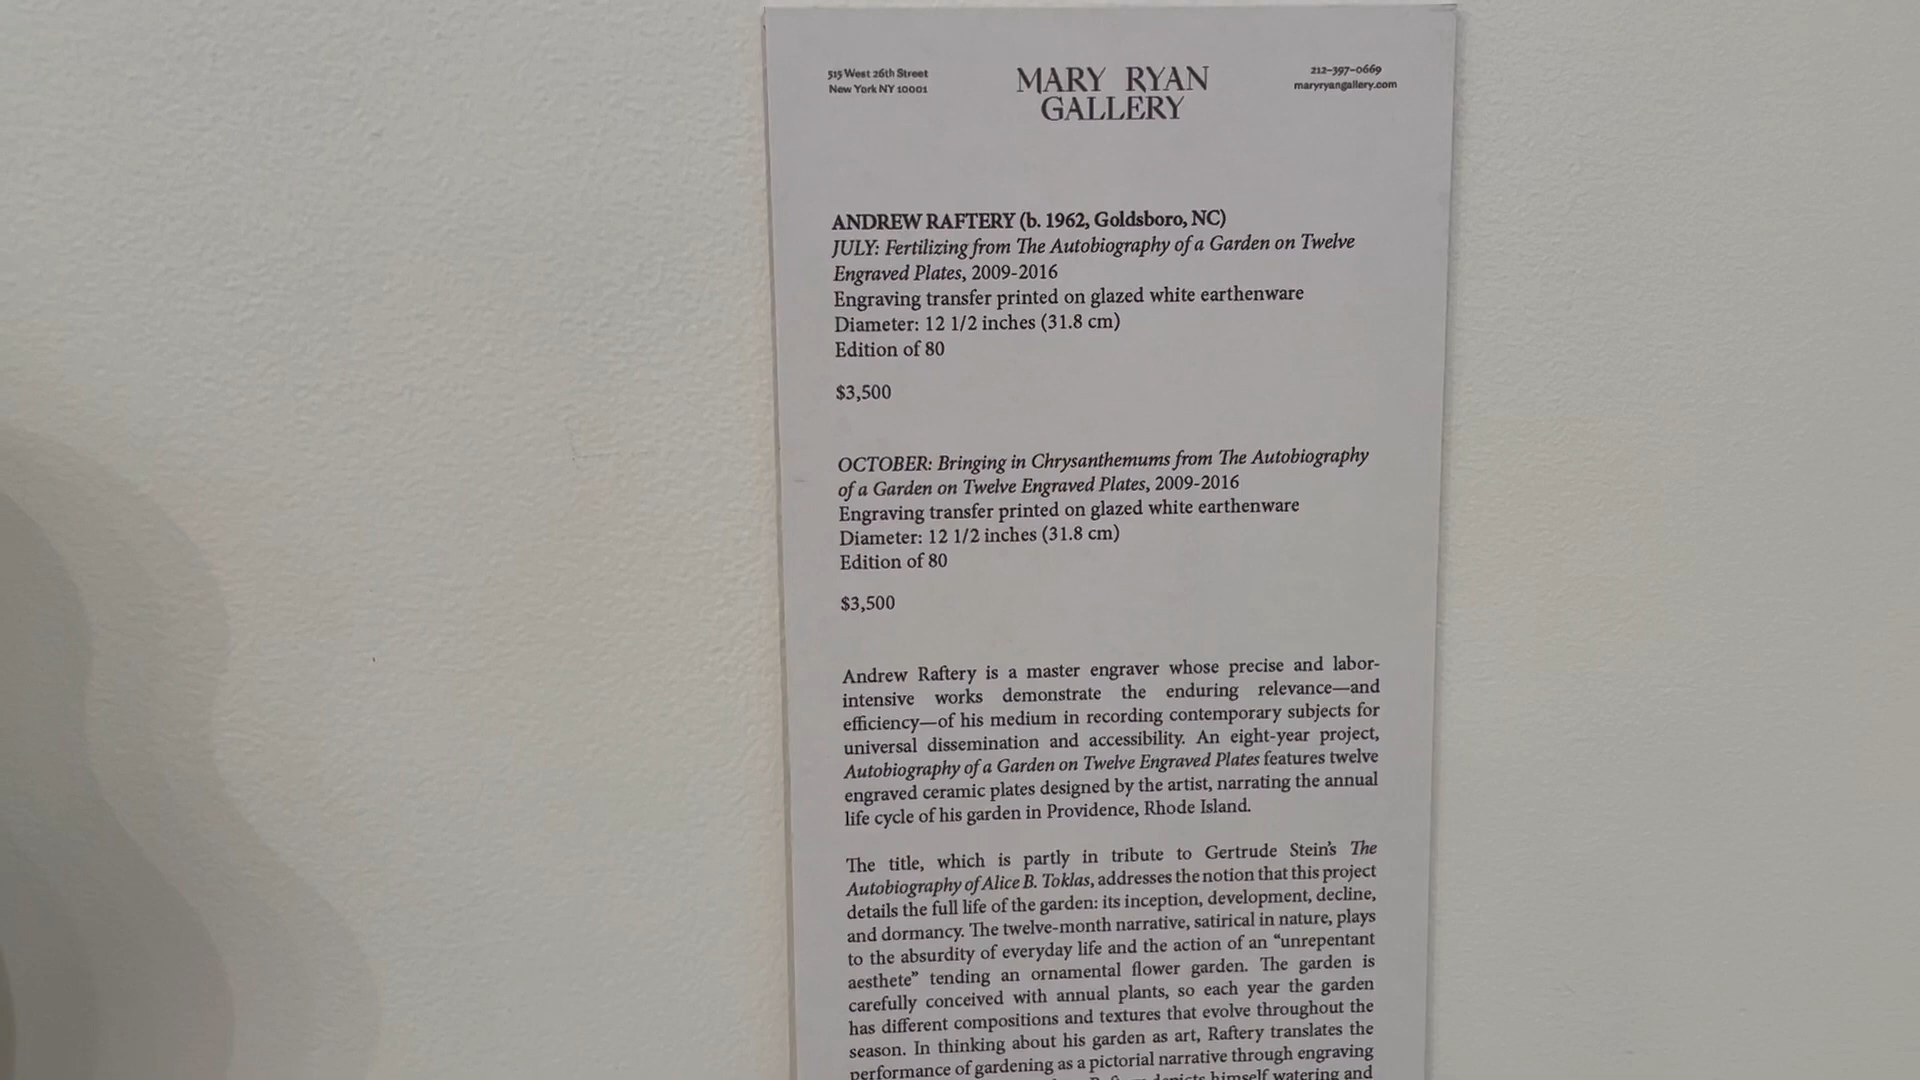 515 West 26th Street
New York NY 10001
MARY RYAN
GALLERY
212-397-0669
maryryangallery.com
ANDREW RAFTERY (b. 1962, Goldsboro, NC)
JULY: Fertilizing from The Autobiography of a Garden on Twelve
Engraved Plates, 2009-2016
Engraving transfer printed on glazed white earthenware
Diameter: 12 1/2 inches (31.8 cm)
Edition of 80
$3,500
OCTOBER: Bringing in Chrysanthemums from The Autobiography
of a Garden on Twelve Engraved Plates, 2009-2016
Engraving transfer printed on glazed white earthenware
Diameter: 12 1/2 inches (31.8 cm)
Edition of 80
$3,500
Andrew Raftery is a master engraver whose precise and labor-
intensive works demonstrate the enduring relevance—and
efficiency—of his medium in recording contemporary subjects for
universal dissemination and accessibility. An eight-year project,
Autobiography of a Garden on Twelve Engraved Plates features twelve
engraved ceramic plates designed by the artist, narrating the annual
life cycle of his garden in Providence, Rhode Island.
The title, which is partly in tribute to Gertrude Stein's The
Autobiography of Alice B. Toklas, addresses the notion that this project
details the full life of the garden: its inception, development, decline,
and dormancy. The twelve-month narrative, satirical in nature, plays
to the absurdity of everyday life and the action of an “unrepentant
aesthete” tending an ornamental flower garden. The garden is
carefully conceived with annual plants, so each year the garden
has different compositions and textures that evolve throughout the
season. In thinking about his garden as art, Raftery translates the
performance of gardening as a pictorial narrative through engraving
himself watering and